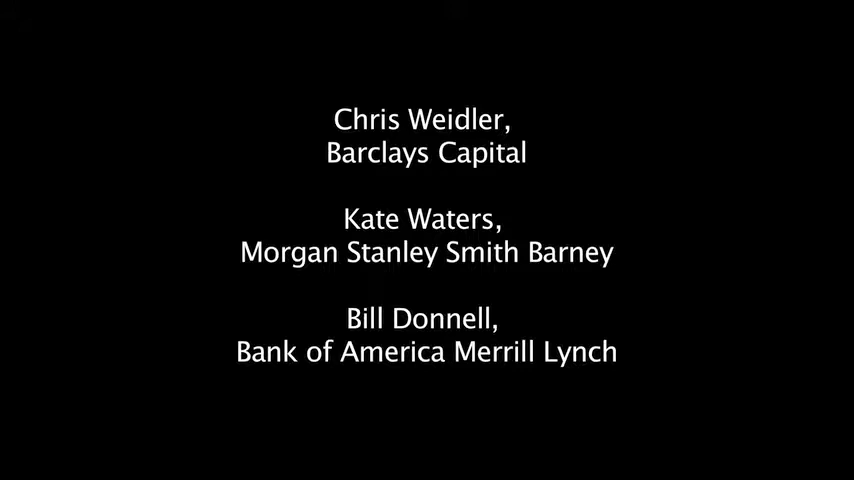 Chris Weidler,
Barclays Capital
Kate Waters,
Morgan Stanley Smith Barney
Bill Donnell,
Bank of America Merrill Lynch